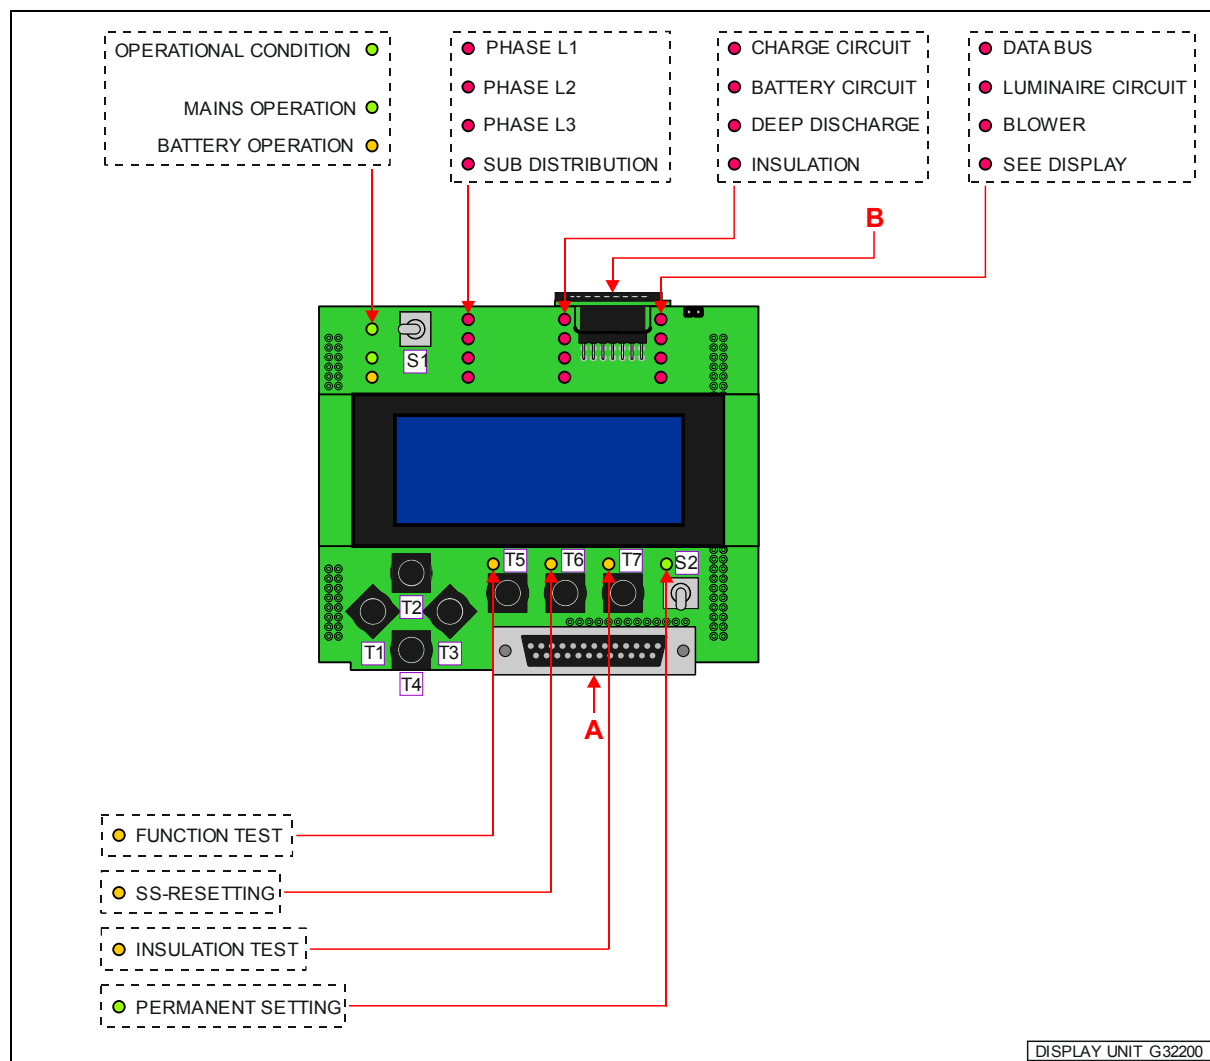 OPERATIONAL CONDITION
MAINS OPERATION
BATTERY OPERATION
PHASE L1
PHASE L2
PHASE L3
SUB DISTRIBUTION
CHARGE CIRCUIT
BATTERY CIRCUIT
DEEP DISCHARGE
INSULATION
DATA BUS
LUMINAIRE CIRCUIT
BLOWER
SEE DISPLAY
B
S1
T5
T6
T7
S2
T2
T1
T3
T4
A
FUNCTION TEST
SS-RESETTING
INSULATION TEST
PERMANENT SETTING
DISPLAY UNIT G32200